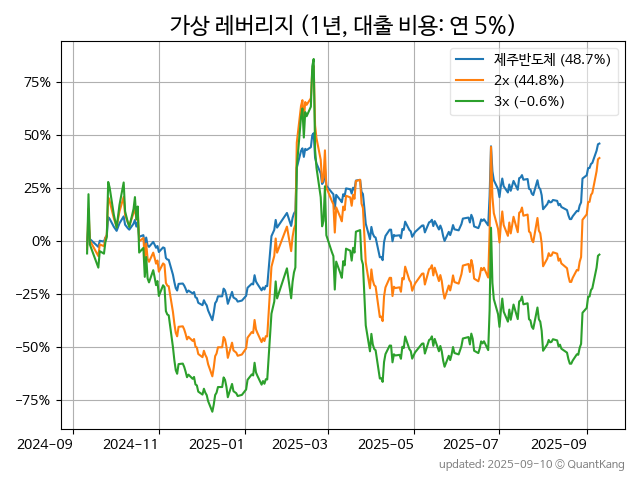 가상 레버리지 (1년, 대출 비용: 연 5%)
제주반도체 (48.7%)
2x (44.8%)
3x (−0.6%)
75%
50%
25%
0%
−25%
−50%
−75%
2024-09
2024-11
2025-01
2025-03
2025-05
2025-07
2025-09
updated: 2025-09-10 © QuantKang